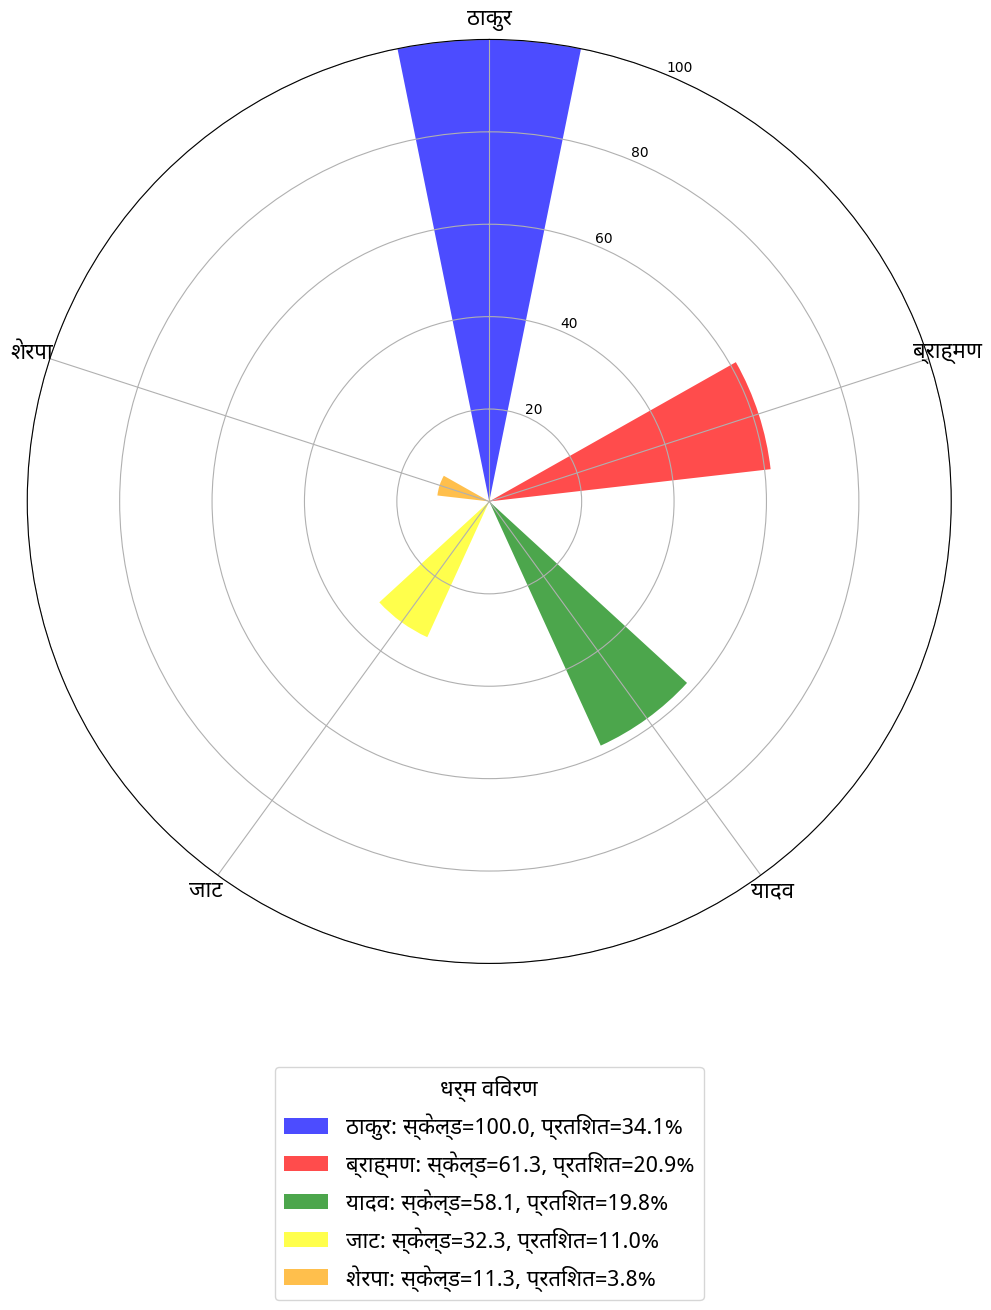 ठाकुर
100
80
60
40
20
ब्राह्मण
शेरपा
जाट
यादव
धर्म विवरण
ठाकुर: स्केल्ड=100.0, प्रतिशत=34.1%
ब्राह्मण: स्केल्ड=61.3, प्रतिशत=20.9%
यादव: स्केल्ड=58.1, प्रतिशत=19.8%
जाट: स्केल्ड=32.3, प्रतिशत=11.0%
शेरपा: स्केल्ड=11.3, प्रतिशत=3.8%